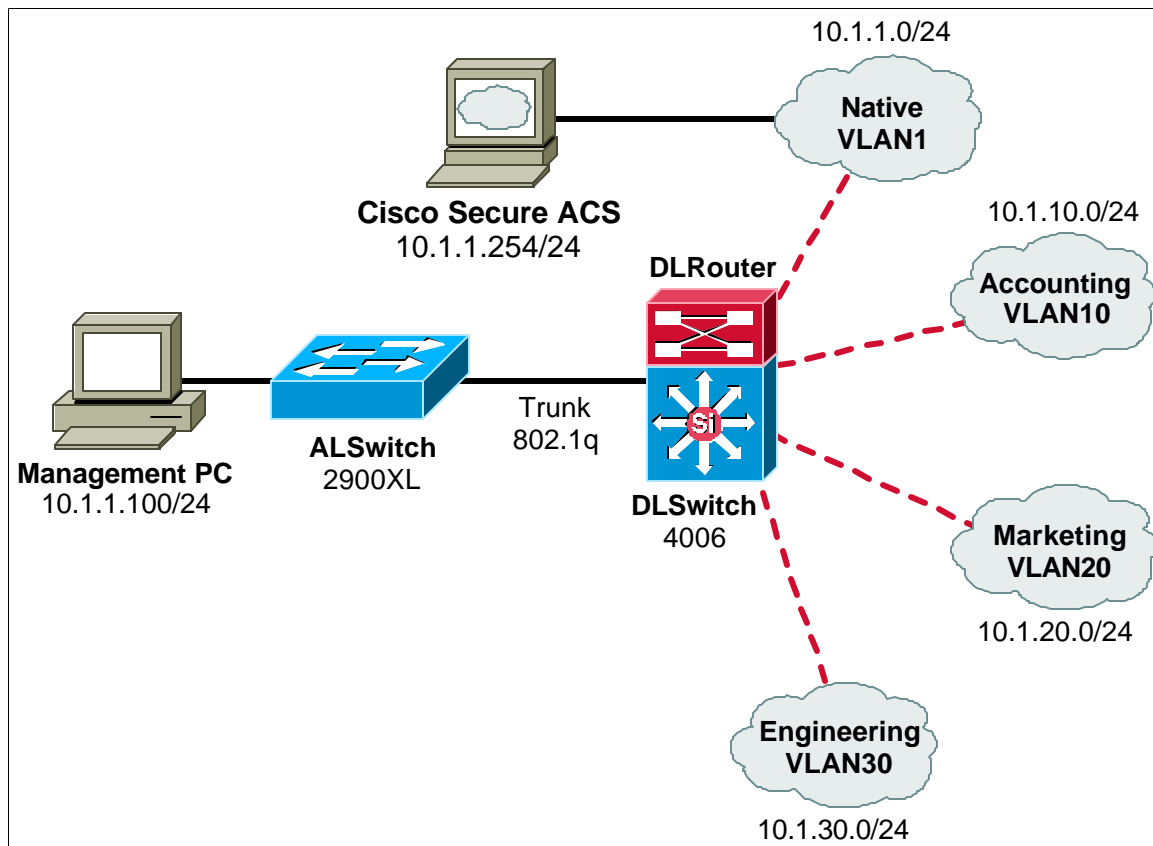 10.1.1.0/24
Native
VLAN1
Cisco Secure ACS
10.1.1.254/24
10.1.10.0/24
Accounting
VLAN10
DLRouter
Trunk
802.1q
Si
Management PC
10.1.1.100/24
ALSwitch
2900XL
DLSwitch
4006
Marketing
VLAN20
10.1.20.0/24
Engineering
VLAN30
10.1.30.0/24